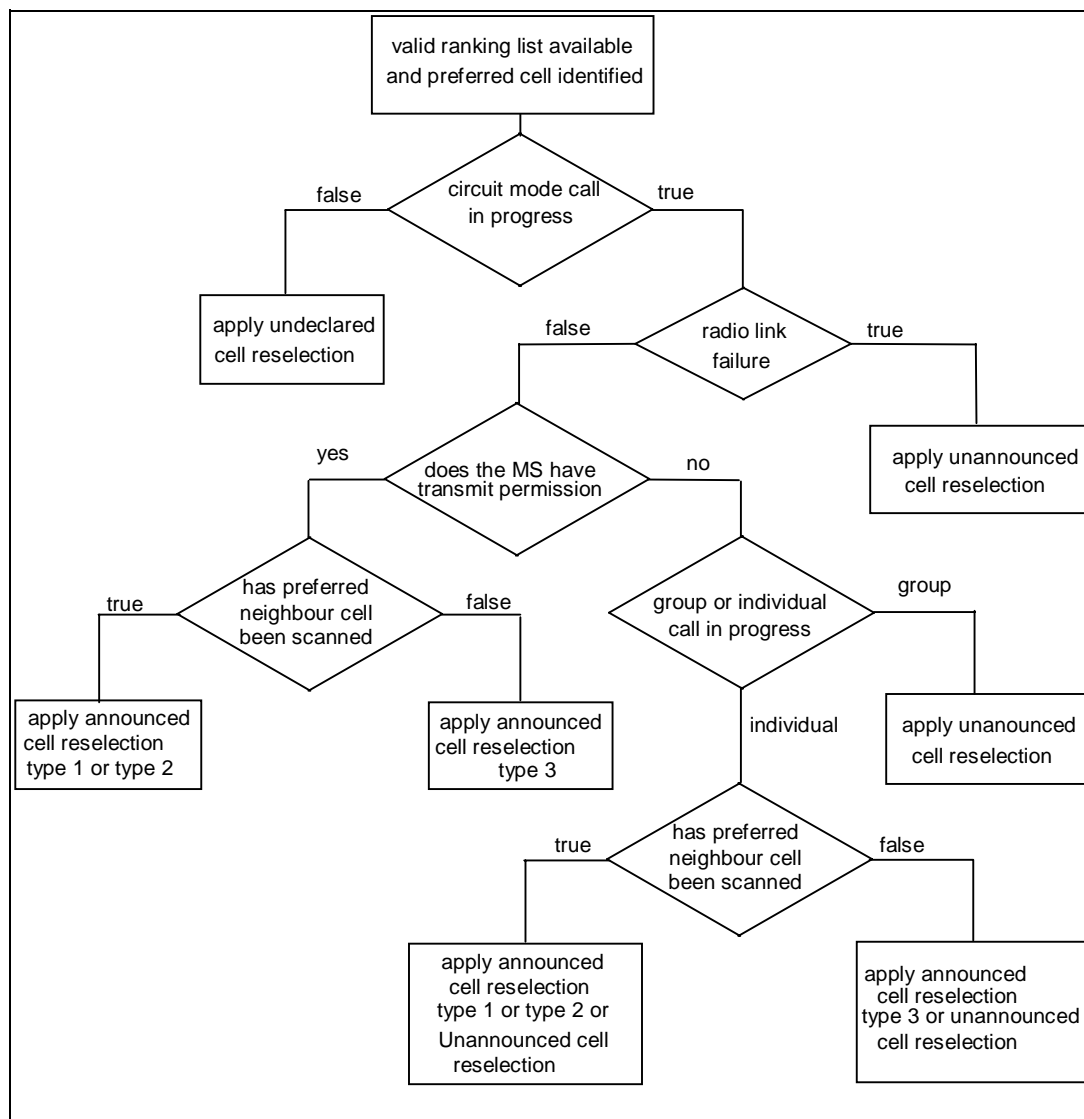 valid ranking list available
and preferred cell identified
false
circuit mode call
in progress
true
apply undeclared
cell reselection
false
radio link
failure
true
yes
does the MS have
transmit permission
no
apply unannounced
cell reselection
true
has preferred
neighbour cell
been scanned
false
group or individual
call in progress
group
apply announced
cell reselection
type 1 or type 2
apply announced
cell reselection
type 3
individual
apply unanounced
cell reselection
true
has preferred
neighbour cell
been scanned
false
apply announced
cell reselection
type 1 or type 2 or
Unannounced cell
reselection
apply announced
cell reselection
type 3 or unannounced
cell reselection